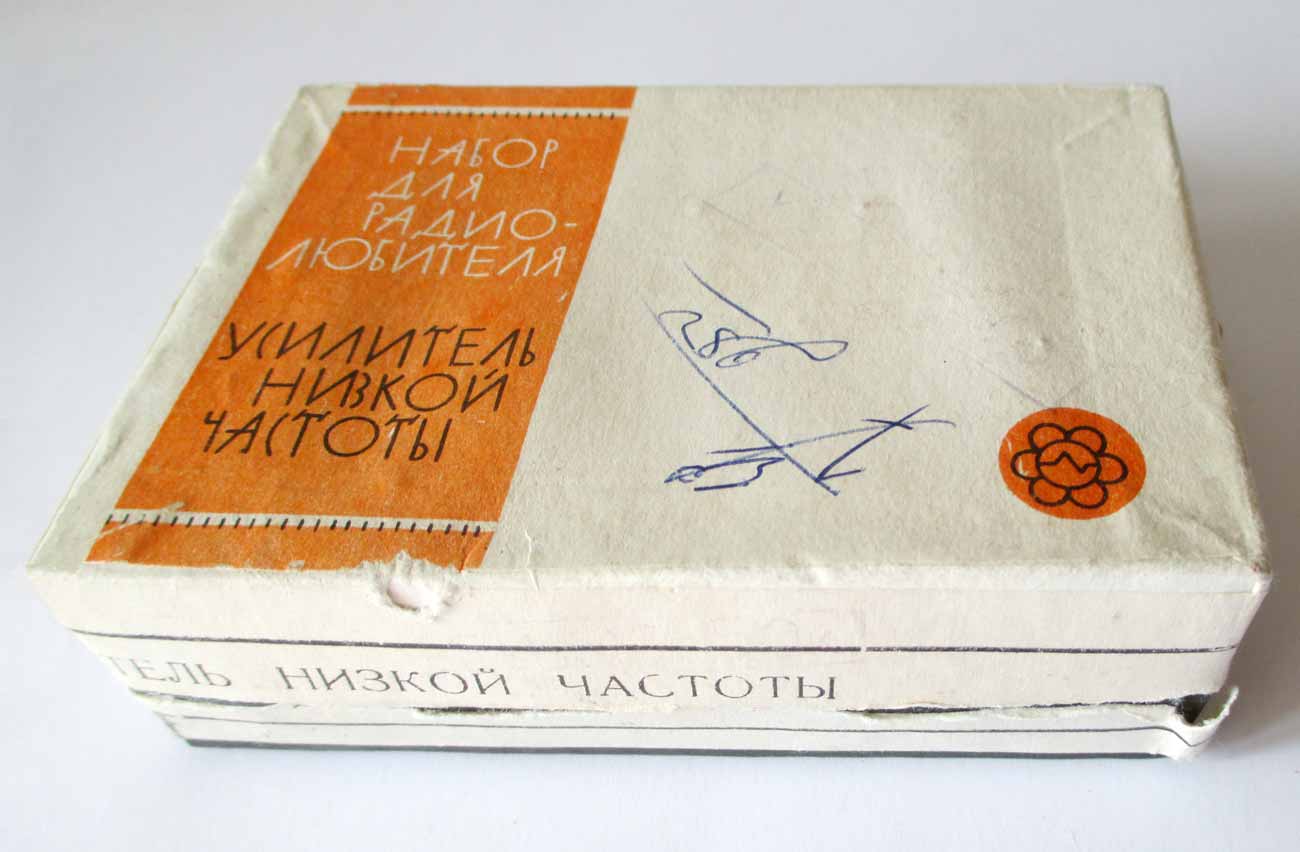 НАБОР
ДЛЯ
РАДИО-
ЛЮБИТЕЛЯ
УСИЛИТЕЛЬ
НИЗКОЙ
ЧАСТОТЫ
ТЕЛЬ НИЗКОЙ ЧАСТОТЫ